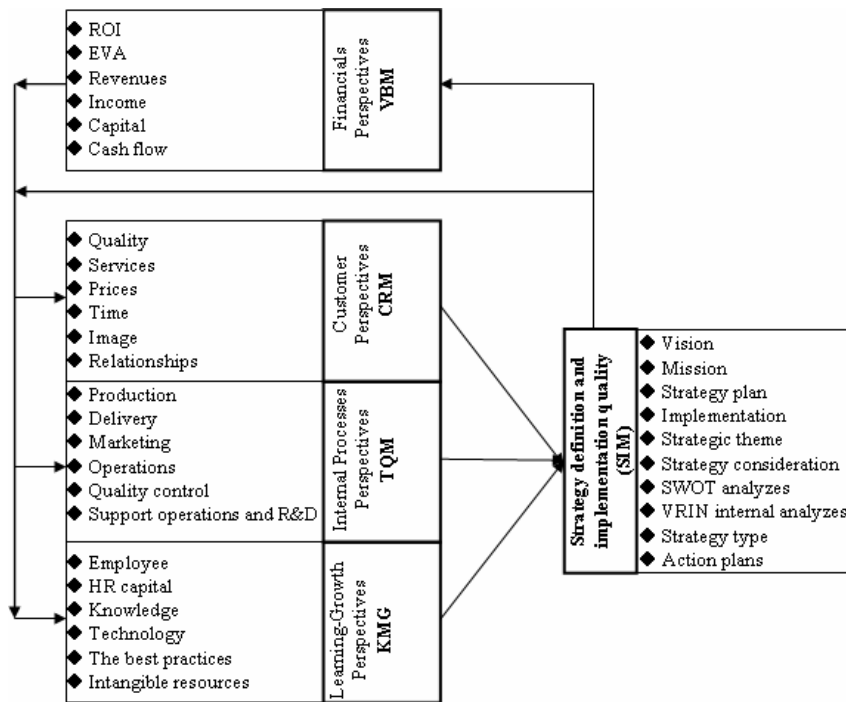 ROI
EVA
Revenues
Income
Capital
Cash flow
Financials
Perspectives
VBM
Quality
Services
Prices
Time
Image
Relationships
Customer
Perspectives
CRM
Production
Delivery
Marketing
Operations
Quality control
Support operations and R&D
Internal Processes
Perspectives
TQM
Employee
HR capital
Knowledge
Technology
The best practices
Intangible resources
Learning-Growth
Perspectives
KMG
Strategy definition and
implementation quality
(SIM)
Vision
Mission
Strategy plan
Implementation
Strategic theme
Strategy consideration
SWOT analyzes
VRIN internal analyzes
Strategy type
Action plans